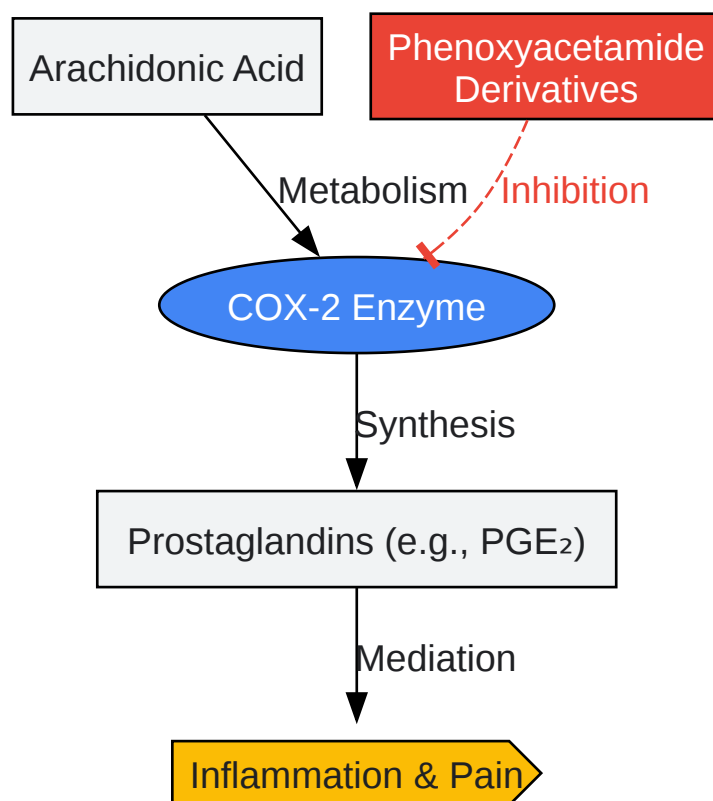 Arachidonic Acid
Phenoxyacetamide
Derivatives
Metabolism
Inhibition
COX-2 Enzyme
Synthesis
Prostaglandins (e.g., PGE₂)
Mediation
Inflammation & Pain